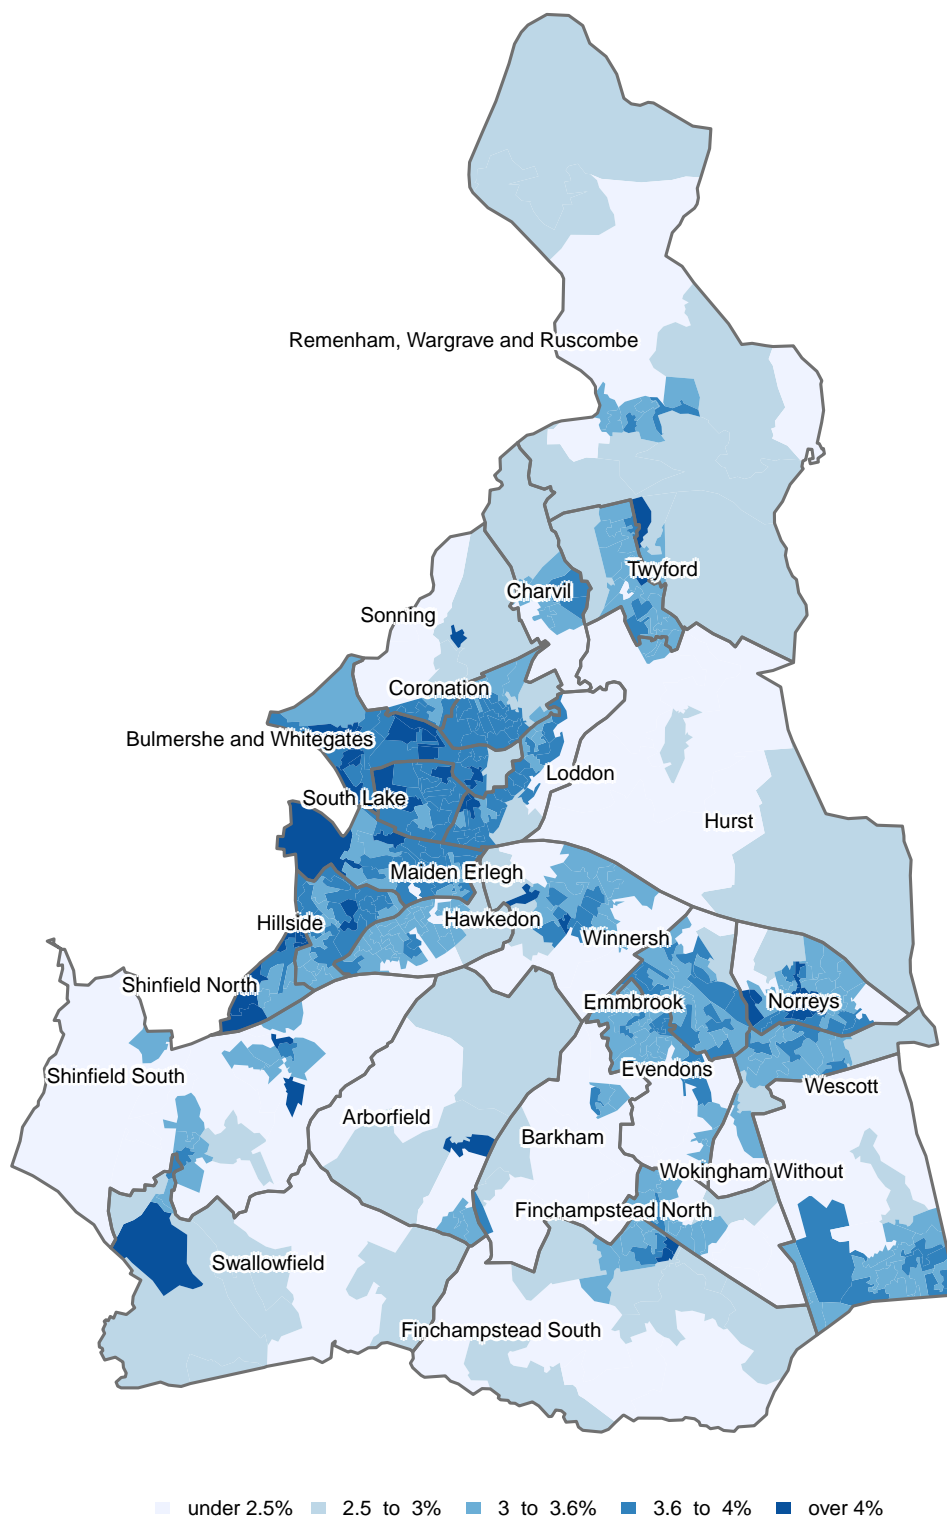 Remenham, Wargrave and Ruscombe
Twyford
Charvil
Sonning
Coronation
Bulmershe and Whitegates
Loddon
South Lake
Hurst
Maiden Erlegh
Hawkedon
Hillside
Winnersh
Shinfield North
Emmbrook
Norreys
Evendons
Shinfield South
Wescott
Arborfield
Barkham
Wokingham Without
Finchampstead North
Swallowfield
Finchampstead South
under 2.5% 2.5 to 3% 3 to 3.6% 3.6 to 4% over 4%